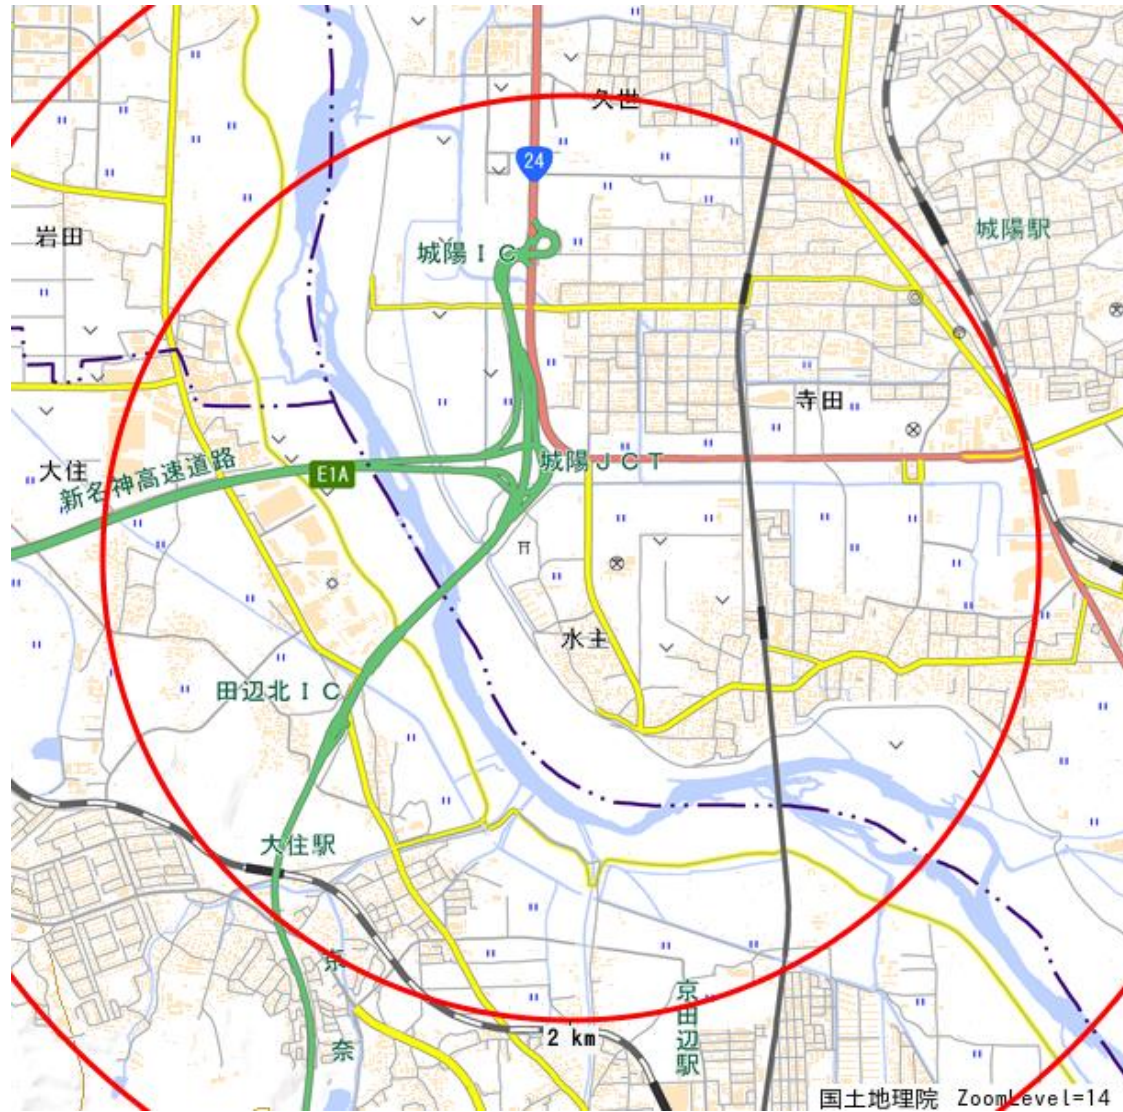 久世
24
城陽駅
岩田
城陽ＩＣ
寺田
大住
新名神高速道路
E1A
城陽ＪＣＴ
水主
田辺北ＩＣ
大住駅
京
奈
京田辺駅
2 km
国土地理院 ZoomLevel=14